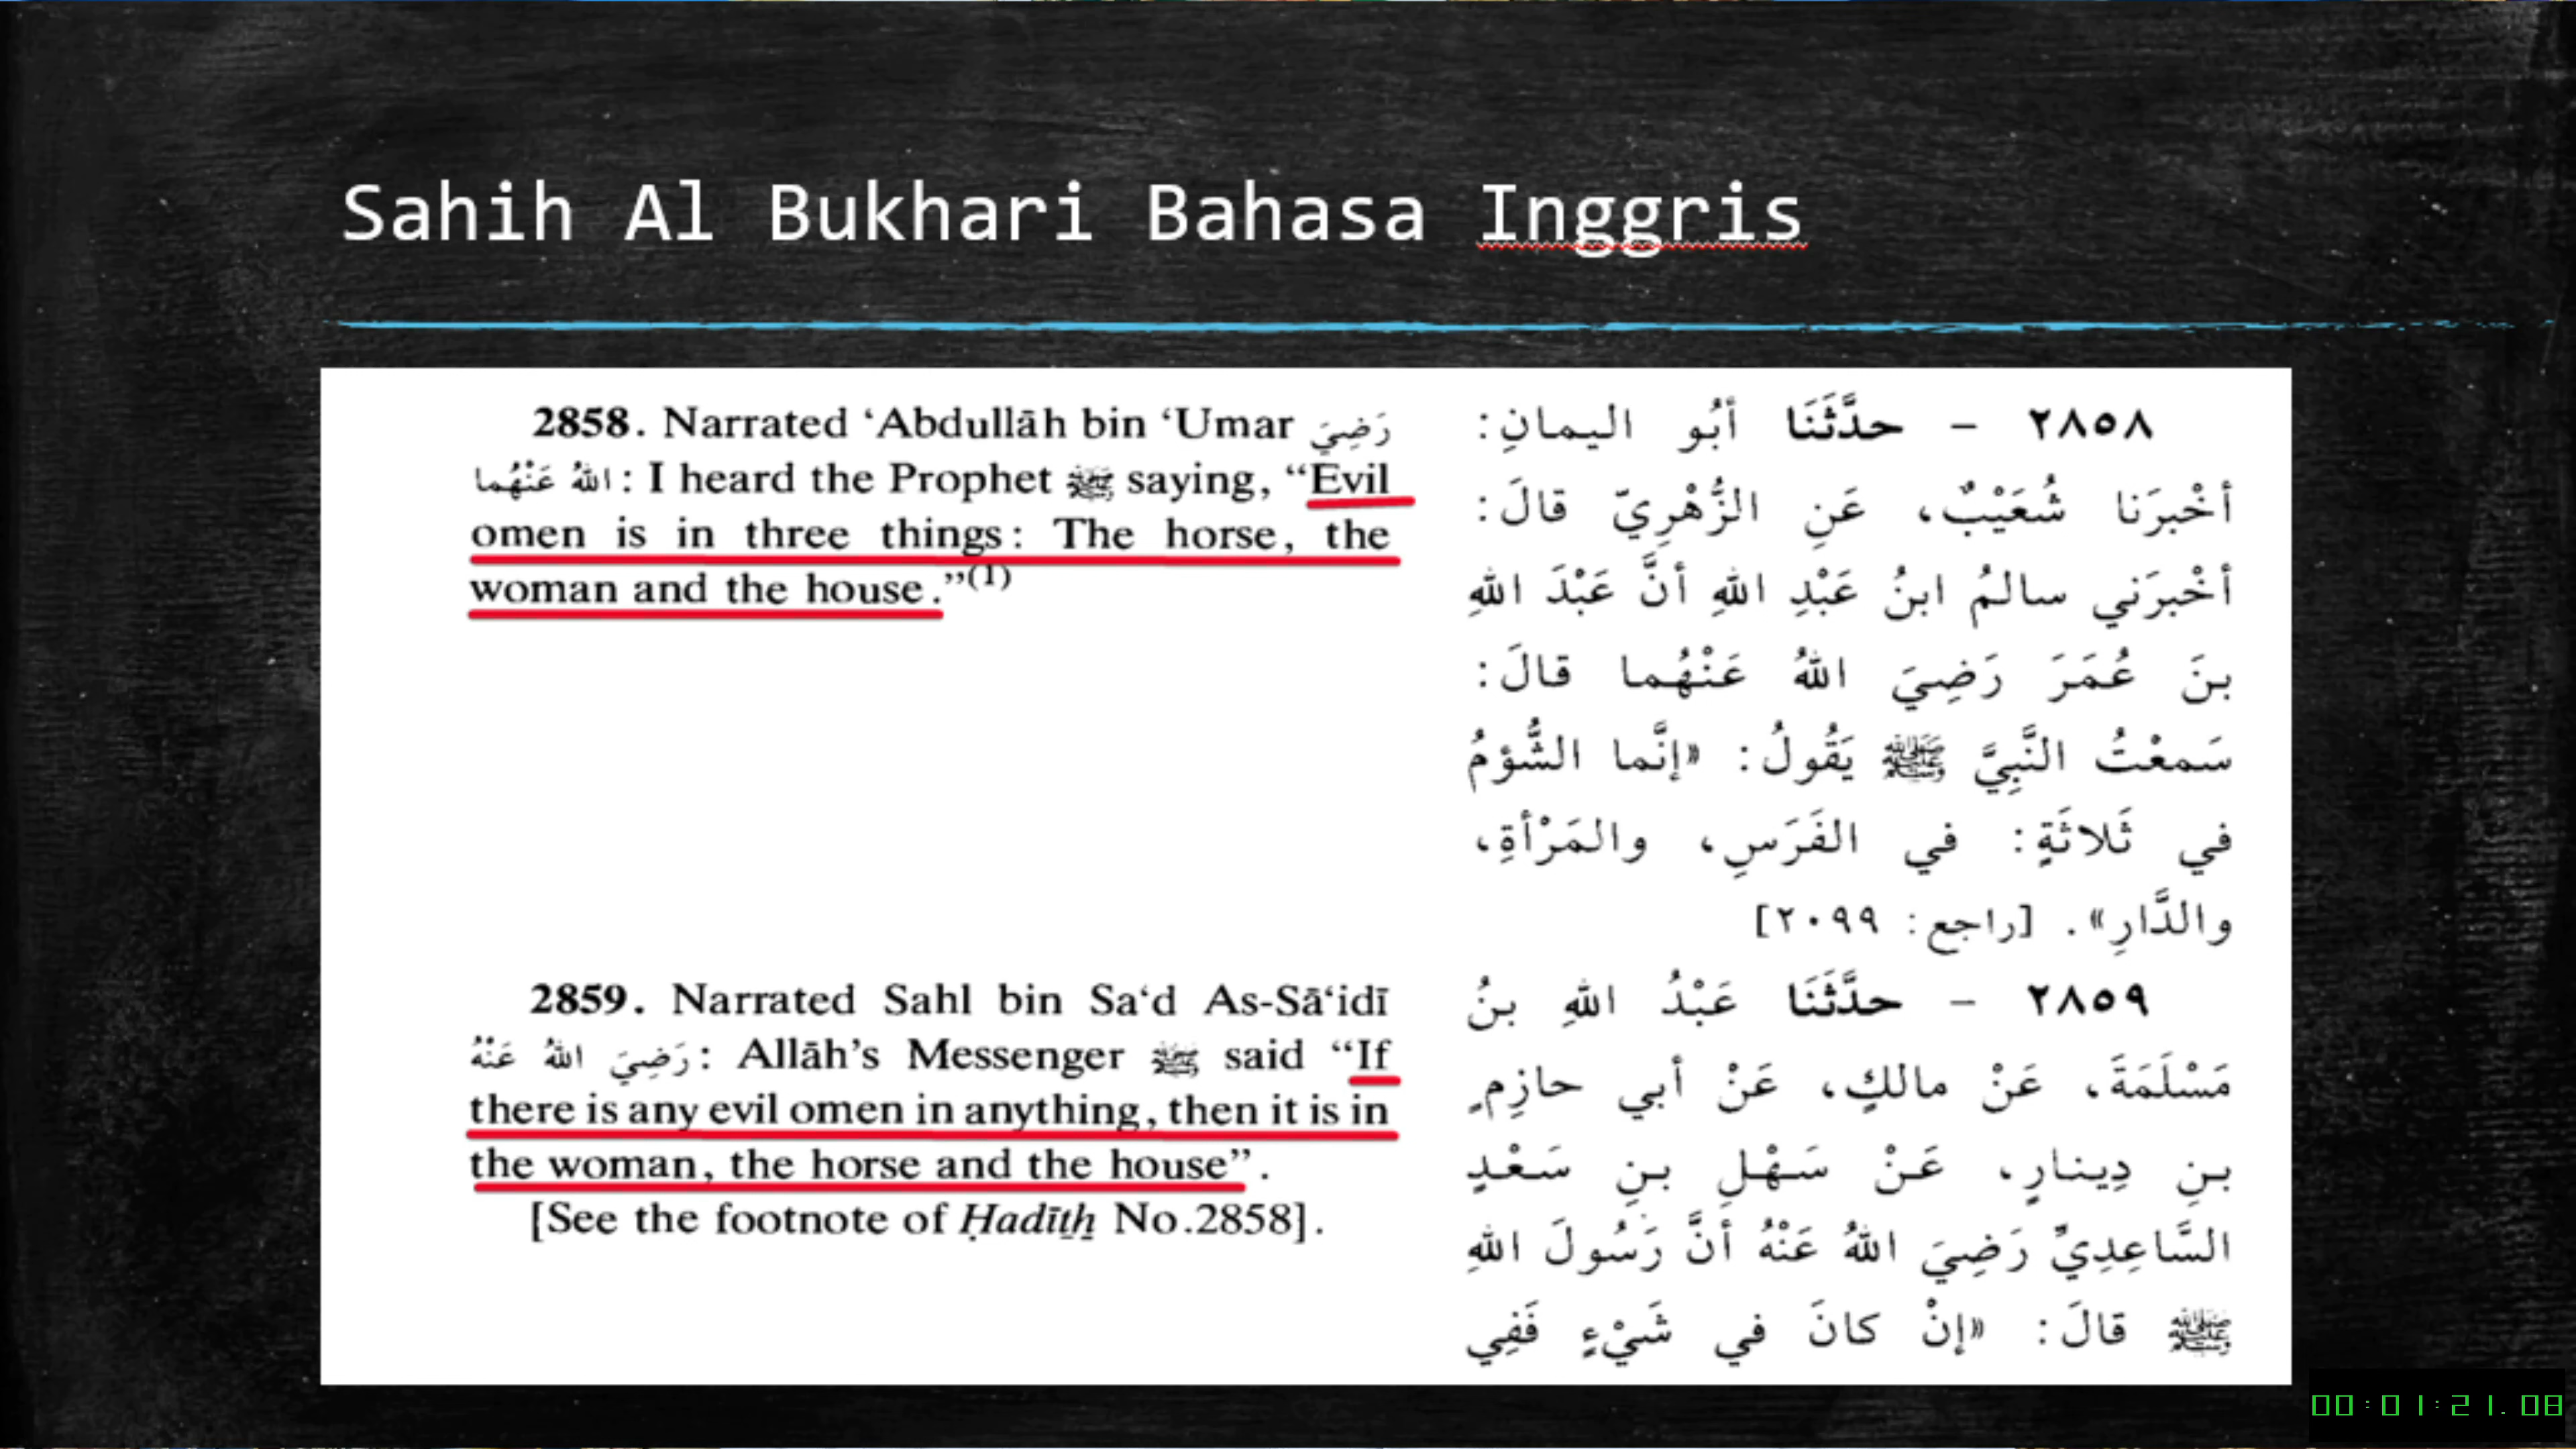 Sahih Al Bukhari Bahasa Inggris
2858. Narrated ‘Abdullāh bin ‘Umar رَضِيَ
اللهُ عَنْهُما: I heard the Prophet ﷺ saying, “Evil
omen is in three things: The horse, the
woman and the house.”(1)
2859. Narrated Sahl bin Sa‘d As-Sā‘idī
رَضِيَ اللهُ عَنْهُ: Allāh’s Messenger ﷺ said “If
there is any evil omen in anything, then it is in
the woman, the horse and the house”.
[See the footnote of Ḥadīth No.2858].
٢٨٥٨ - حدَّثَنَا أبُو اليمانِ:
أخْبرَنا شُعَيْبٌ، عَنِ الزُّهْرِيّ قالَ:
أخْبرَني سالمُ ابنُ عَبْدِ اللهِ أنَّ عَبْدَ اللهِ
بنَ عُمَرَ رَضِيَ اللهُ عَنْهُما قالَ:
سَمعْتُ النَّبِيَّ ﷺ يَقُولُ: «إنَّما الشُّؤمُ
في ثَلاثَةٍ: في الفَرَسِ، والمَرْأةِ،
والدَّارِ». [راجع: ٢٠٩٩]
٢٨٥٩ - حدَّثَنَا عَبْدُ اللهِ بنُ
مَسْلَمَةَ، عَنْ مالكٍ، عَنْ أبي حازِمِ
بنِ دِينارٍ، عَنْ سَهْلِ بنِ سَعْدٍ
السَّاعِدِيِّ رَضِيَ اللهُ عَنْهُ أنَّ رَسُولَ اللهِ
ﷺ قالَ: «إنْ كانَ في شَيْءٍ فَفِي
00:01:21.08